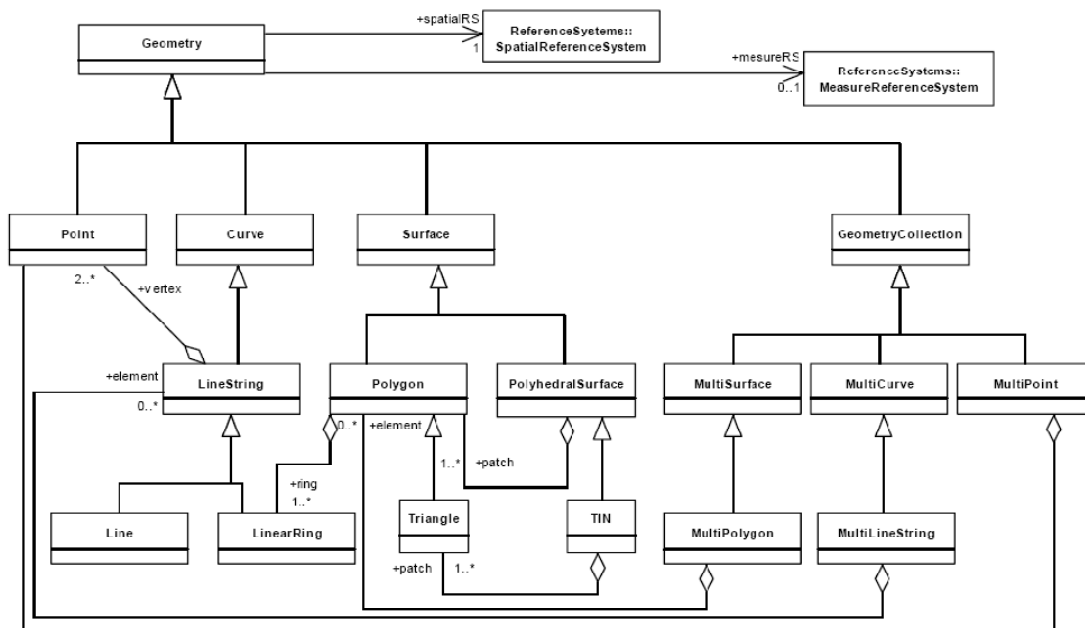 +spatialRS
1
ReferenceSystems::
SpatialReferenceSystem
Geometry
+mesureRS
0..1
ReferenceSystems::
MeasureReferenceSystem
Point
Curve
Surface
GeometryCollection
2..*
+vertex
+element
0..*
LineString
Polygon
PolyhedralSurface
MultiSurface
MultiCurve
MultiPoint
0..*
+element
1..*
+patch
+ring
1..*
Line
LinearRing
Triangle
TIN
MultiPolygon
MultiLineString
+patch
1..*